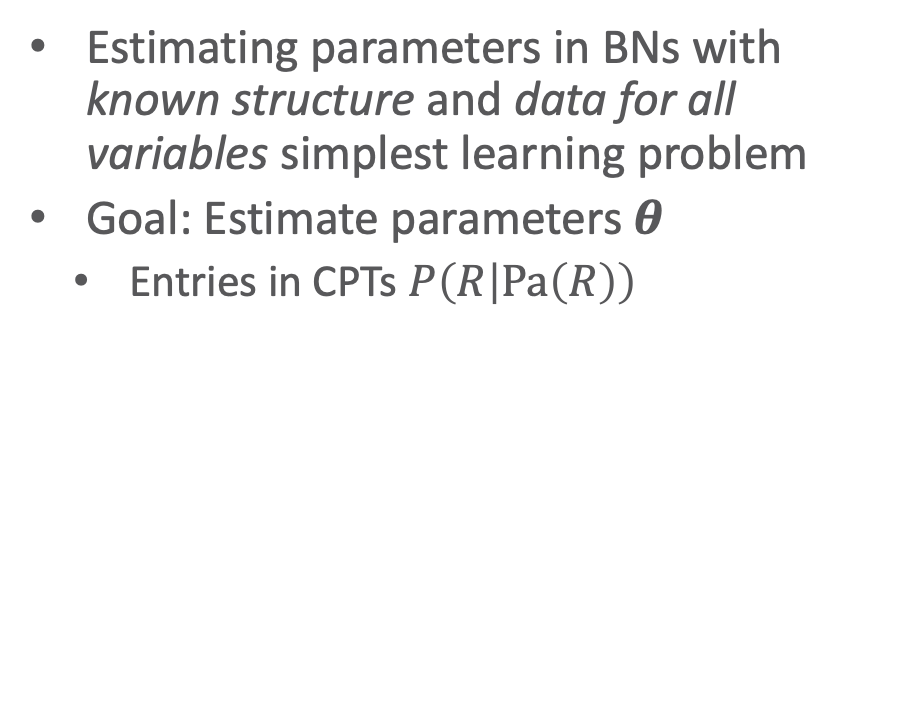 • Estimating parameters in BNs with
known structure and data for all
variables simplest learning problem
• Goal: Estimate parameters 𝜽
• Entries in CPTs 𝑃(𝑅|Pa(𝑅))